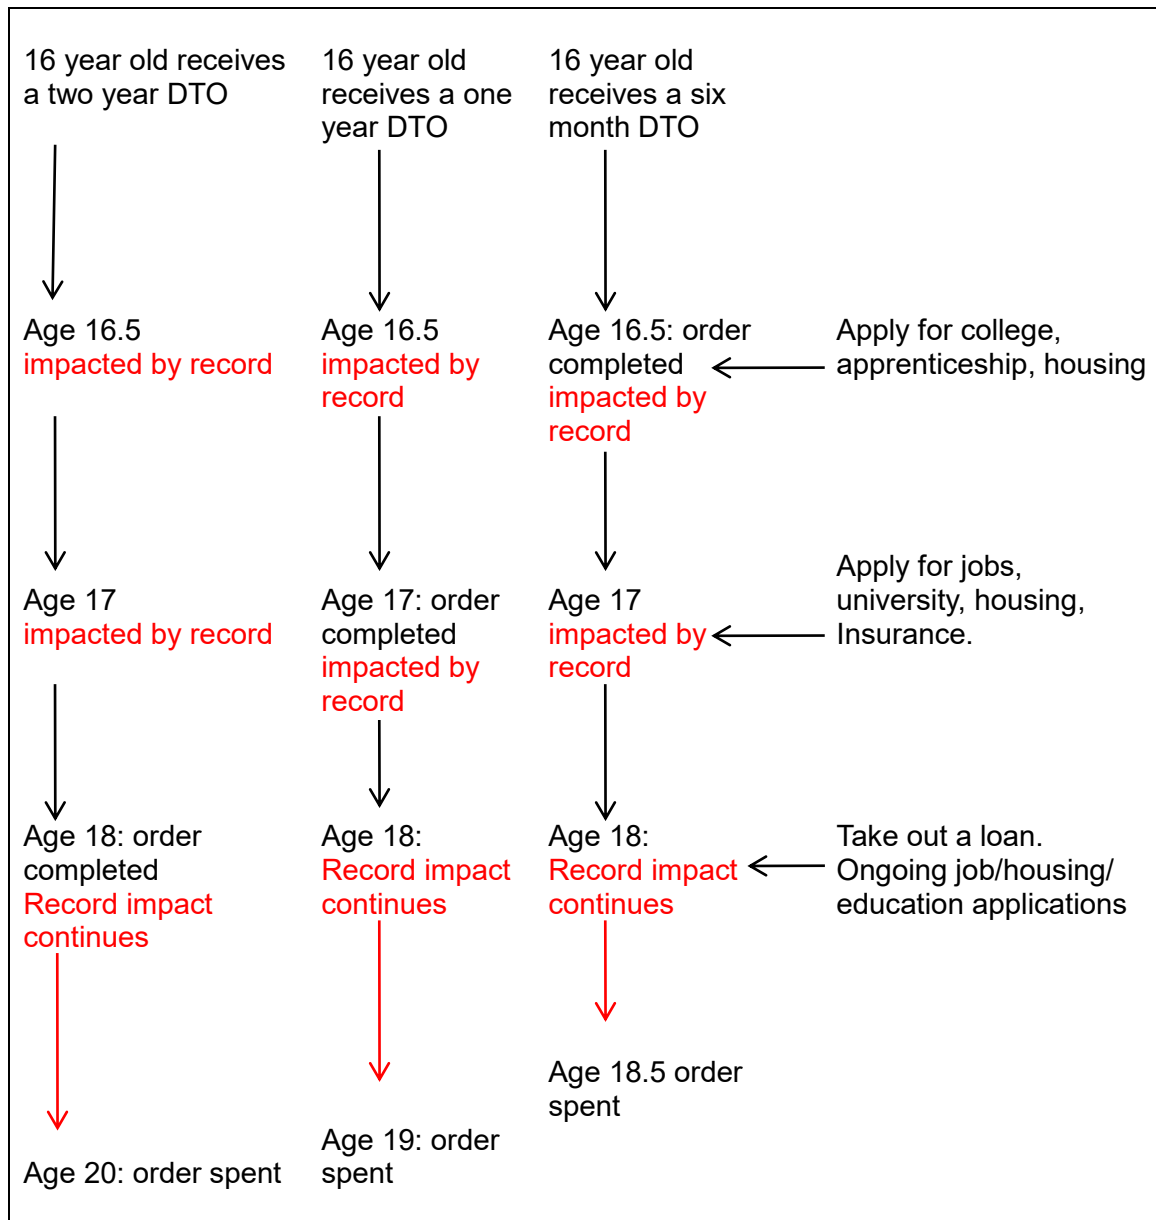 16 year old receives
a two year DTO
16 year old
receives a one
year DTO
16 year old
receives a six
month DTO
Age 16.5
impacted by record
Age 16.5
impacted by
record
Age 16.5: order
completed
impacted by
record
Apply for college,
apprenticeship, housing
Age 17
impacted by record
Age 17: order
completed
impacted by
record
Age 17
impacted by
record
Apply for jobs,
university, housing,
Insurance.
Age 18: order
completed
Record impact
continues
Age 18:
Record impact
continues
Age 18:
Record impact
continues
Take out a loan.
Ongoing job/housing/
education applications
Age 20: order spent
Age 19: order
spent
Age 18.5 order
spent